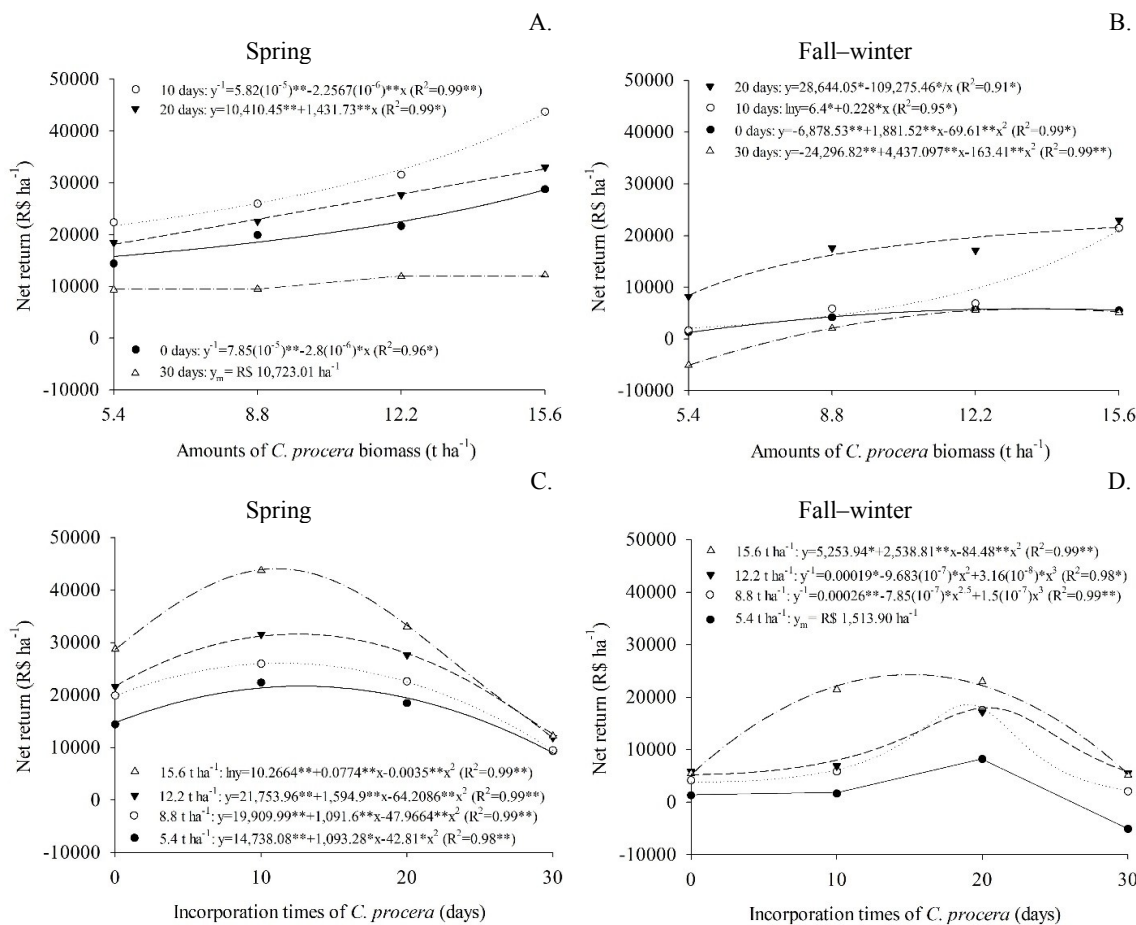 A.
Spring
50000
40000
30000
20000
10000
0
-10000
Net return (R$ ha⁻¹)
10 days: y⁻¹=5.82(10⁻⁵)**-2.2567(10⁻⁶)**x (R²=0.99**)
20 days: y=10,410.45**+1,431.73**x (R²=0.99*)
0 days: y⁻¹=7.85(10⁻⁵)**-2.8(10⁻⁶)*x (R²=0.96*)
30 days: yₘ= R$ 10,723.01 ha⁻¹
5.4 8.8 12.2 15.6
Amounts of C. procera biomass (t ha⁻¹)
B.
Fall–winter
50000
40000
30000
20000
10000
0
-10000
Net return (R$ ha⁻¹)
20 days: y=28,644.05*-109,275.46*/x (R²=0.91*)
10 days: lny=6.4*+0.228*x (R²=0.95*)
0 days: y=-6,878.53**+1,881.52**x-69.61**x² (R²=0.99*)
30 days: y=-24,296.82**+4,437.097**x-163.41**x² (R²=0.99**)
5.4 8.8 12.2 15.6
Amounts of C. procera biomass (t ha⁻¹)
C.
Spring
50000
40000
30000
20000
10000
0
-10000
Net return (R$ ha⁻¹)
15.6 t ha⁻¹: lny=10.2664**+0.0774**x-0.0035**x² (R²=0.99**)
12.2 t ha⁻¹: y=21,753.96**+1,594.9**x-64.2086**x² (R²=0.99**)
8.8 t ha⁻¹: y=19,909.99**+1,091.6**x-47.9664**x² (R²=0.99**)
5.4 t ha⁻¹: y=14,738.08**+1,093.28*x-42.81*x² (R²=0.98**)
0 10 20 30
Incorporation times of C. procera (days)
D.
Fall–winter
50000
40000
30000
20000
10000
0
-10000
Net return (R$ ha⁻¹)
15.6 t ha⁻¹: y=5,253.94*+2,538.81**x-84.48**x² (R²=0.99**)
12.2 t ha⁻¹: y⁻¹=0.00019*-9.683(10⁻⁷)*x²+3.16(10⁻⁸)*x³ (R²=0.98*)
8.8 t ha⁻¹: y⁻¹=0.00026**-7.85(10⁻⁷)*x²·⁵+1.5(10⁻⁷)x³ (R²=0.99**)
5.4 t ha⁻¹: yₘ= R$ 1,513.90 ha⁻¹
0 10 20 30
Incorporation times of C. procera (days)